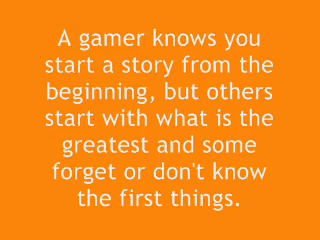 A gamer knows you
start a story from the
beginning, but others
start with what is the
greatest and some
forget or don't know
the first things.